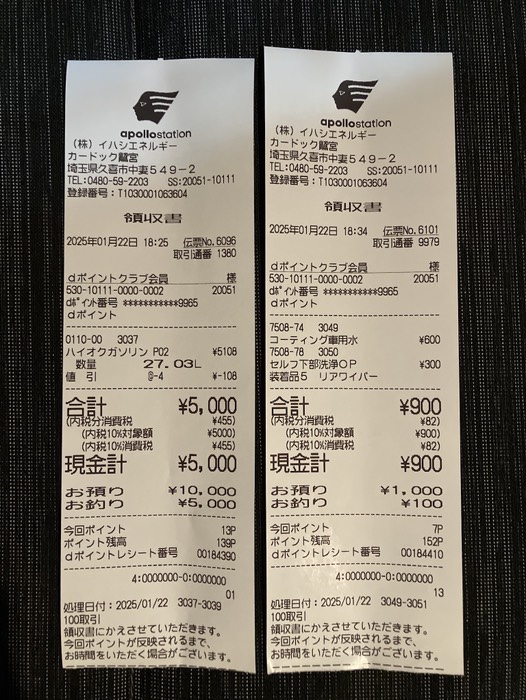 apollostation
(株)イハシエネルギー
カードック鷲宮
埼玉県久喜市中妻549-2
TEL:0480-59-2203 SS:20051-10111
登録番号:T1030001063604
領収書
2025年01月22日 18:25 伝票No.6096
取引通番 1380
dポイントクラブ会員 様
530-10111-0000-0002 20051
dポイント番号 ***********9965
dポイント
0110-00 3037
ハイオクガソリン P02 ¥5108
数量 27.03L
値 引 @-4 ¥-108
合計 ¥5,000
(内税分消費税 ¥455)
(内税10%対象額 ¥5000)
(内税10%消費税 ¥455)
現金計 ¥5,000
お預り ¥10,000
お釣り ¥5,000
今回ポイント 13P
ポイント残高 139P
dポイントレシート番号 00184390
4:0000000-0:0000000
01
処理日付:2025/01/22 3037-3039
100取引
領収書にかえさせていただきます。
今回ポイントが反映されるまで、
お時間をいただく場合がございます。
apollostation
(株)イハシエネルギー
カードック鷲宮
埼玉県久喜市中妻549-2
TEL:0480-59-2203 SS:20051-10111
登録番号:T1030001063604
領収書
2025年01月22日 18:34 伝票No.6101
取引通番 9979
dポイントクラブ会員 様
530-10111-0000-0002 20051
dポイント番号 ***********9965
dポイント
7508-74 3049
コーティング車用水 ¥600
7508-78 3050
セルフ下部洗浄OP ¥300
装着品5 リアワイパー
合計 ¥900
(内税分消費税 ¥82)
(内税10%対象額 ¥900)
(内税10%消費税 ¥82)
現金計 ¥900
お預り ¥1,000
お釣り ¥100
今回ポイント 7P
ポイント残高 152P
dポイントレシート番号 00184410
4:0000000-0:0000000
13
処理日付:2025/01/22 3049-3051
100取引
領収書にかえさせていただきます。
今回ポイントが反映されるまで、
お時間をいただく場合がございます。